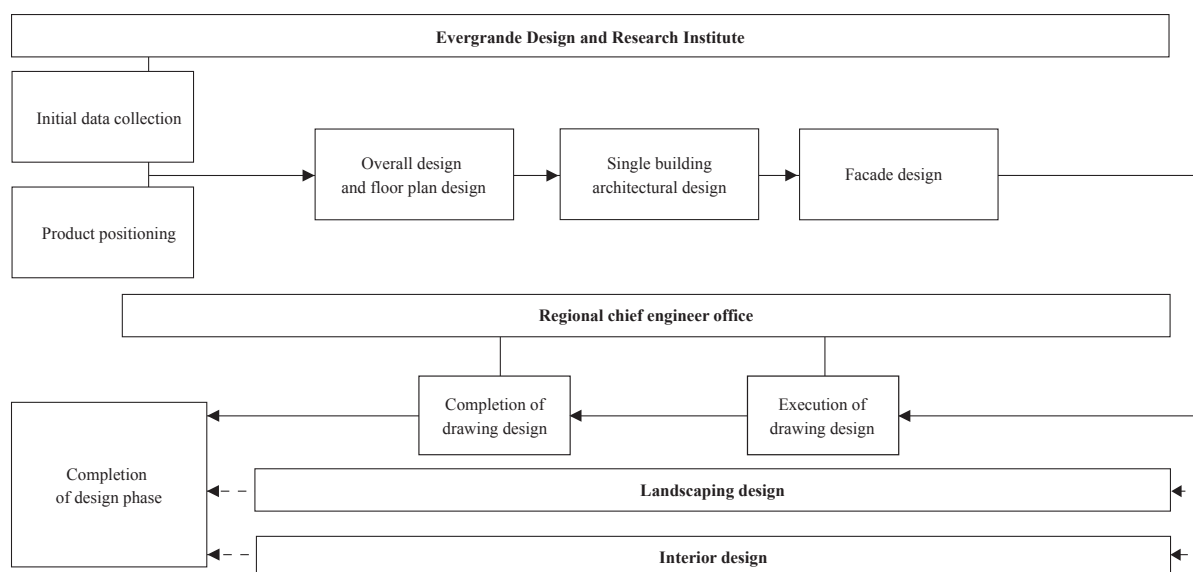 Evergrande Design and Research Institute
Initial data collection
Product positioning
Overall design
and floor plan design
Single building
architectural design
Facade design
Regional chief engineer office
Execution of
drawing design
Completion of
drawing design
Completion
of design phase
Landscaping design
Interior design